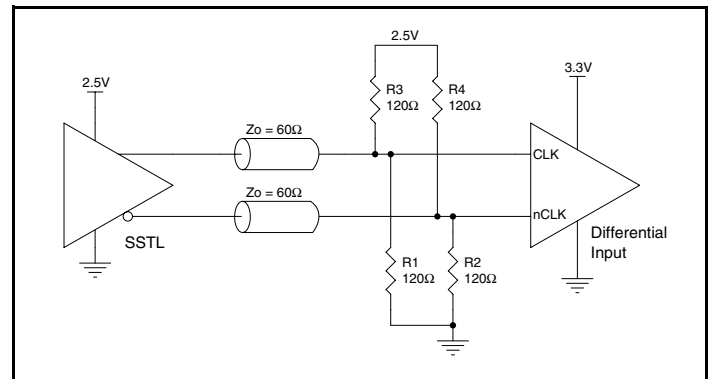 2.5V
3.3V
2.5V
R3
120Ω
R4
120Ω
Zo = 60Ω
CLK
Zo = 60Ω
nCLK
SSTL
Differential
Input
R1
120Ω
R2
120Ω